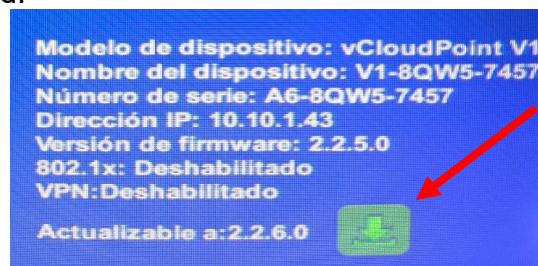 Modelo de dispositivo: vCloudPoint V1
Nombre del dispositivo: V1-8QW5-7457
Número de serie: A6-8QW5-7457
Dirección IP: 10.10.1.43
Versión de firmware: 2.2.5.0
802.1x: Deshabilitado
VPN:Deshabilitado
Actualizable a:2.2.6.0